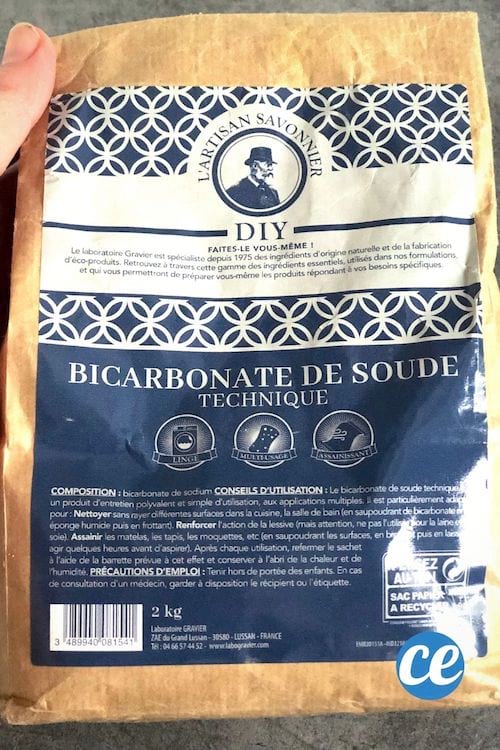 L'ARTISAN SAVONNIER
DIY
FAITES-LE VOUS-MÊME !
Le laboratoire Gravier est spécialiste depuis 1975 des ingrédients d'origine naturelle et de la fabrication
d'éco-produits. Retrouvez à travers cette gamme des ingrédients essentiels, utilisés dans nos formulations,
et qui vous permettront de préparer vous-même les produits répondant à vos besoins spécifiques.
BICARBONATE DE SOUDE
TECHNIQUE
LINGE
MULTI-USAGE
ASSAINISSANT
COMPOSITION : bicarbonate de sodium CONSEILS D'UTILISATION : Le bicarbonate de soude technique
un produit d'entretien polyvalent et simple d'utilisation, aux applications multiples. Il est particulièrement
pour : Nettoyer sans rayer différentes surfaces dans la cuisine, la salle de bain (en saupoudrant de bicarbonate
éponge humide puis en frottant). Renforcer l'action de la lessive (mais attention, ne pas l'utiliser pour la laine
soie). Assainir les matelas, les tapis, les moquettes, etc (en saupoudrant les surfaces, en puis en
agir quelques heures avant d'aspirer). Après chaque utilisation, refermer le sachet
à l'aide de la barrette prévue à cet effet et conserver à l'abri de la chaleur et de
l'humidité. PRÉCAUTIONS D'EMPLOI : Tenir hors de portée des enfants. En cas
de consultation d'un médecin, garder à disposition le récipient ou l'étiquette.
SAC PAPIER
A RECYCLER
3 489940 081541
2 kg
Laboratoire GRAVIER
ZAE du Grand Lussan - 30580 - LUSSAN - FRANCE
Tél : 04 66 57 44 52 - www.labogravier.com
ce